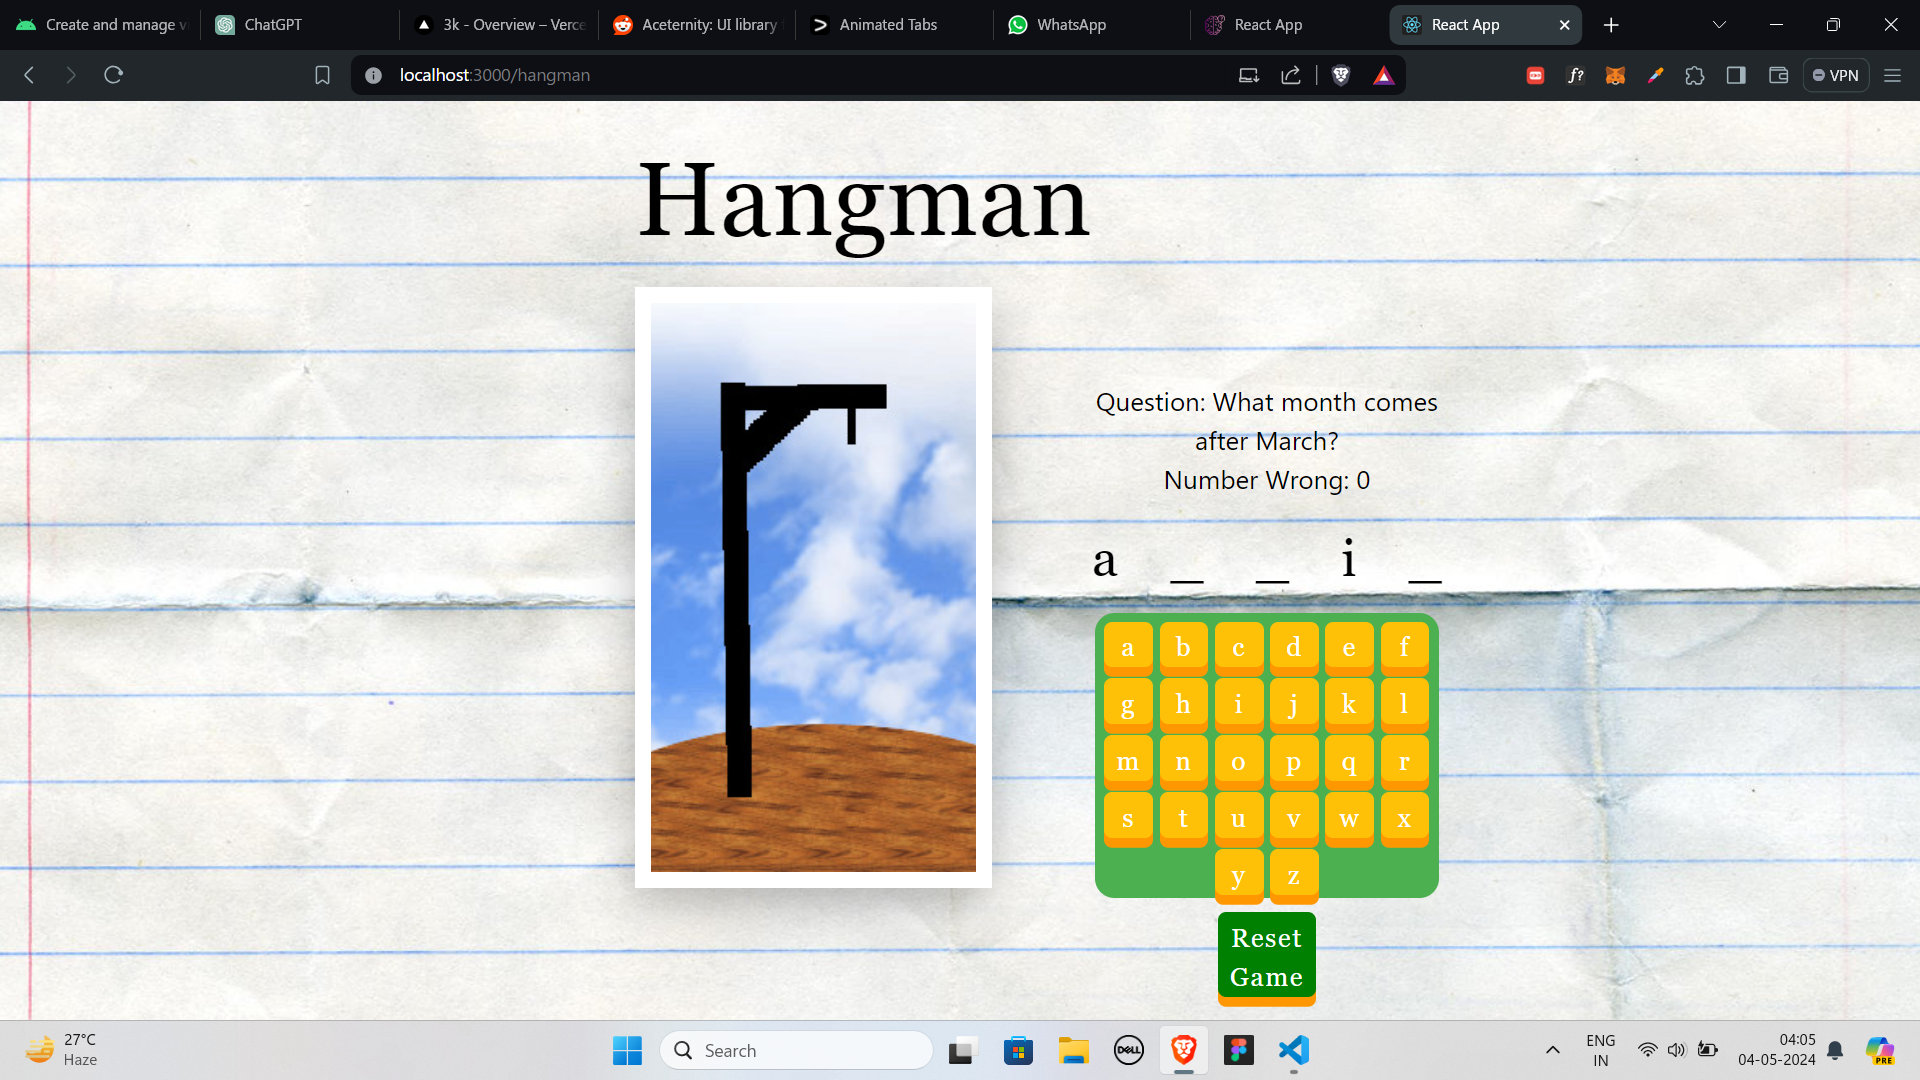 Create and manage v
ChatGPT
3k - Overview – Verce
Aceternity: UI library
Animated Tabs
WhatsApp
React App
React App
localhost:3000/hangman
f?
VPN
Hangman
Question: What month comes
after March?
Number Wrong: 0
a _ _ i _
a b c d e f
g h i j k l
m n o p q r
s t u v w x
y z
Reset
Game
27°C
Haze
Search
DELL
ENG
IN
04:05
04-05-2024
PRE